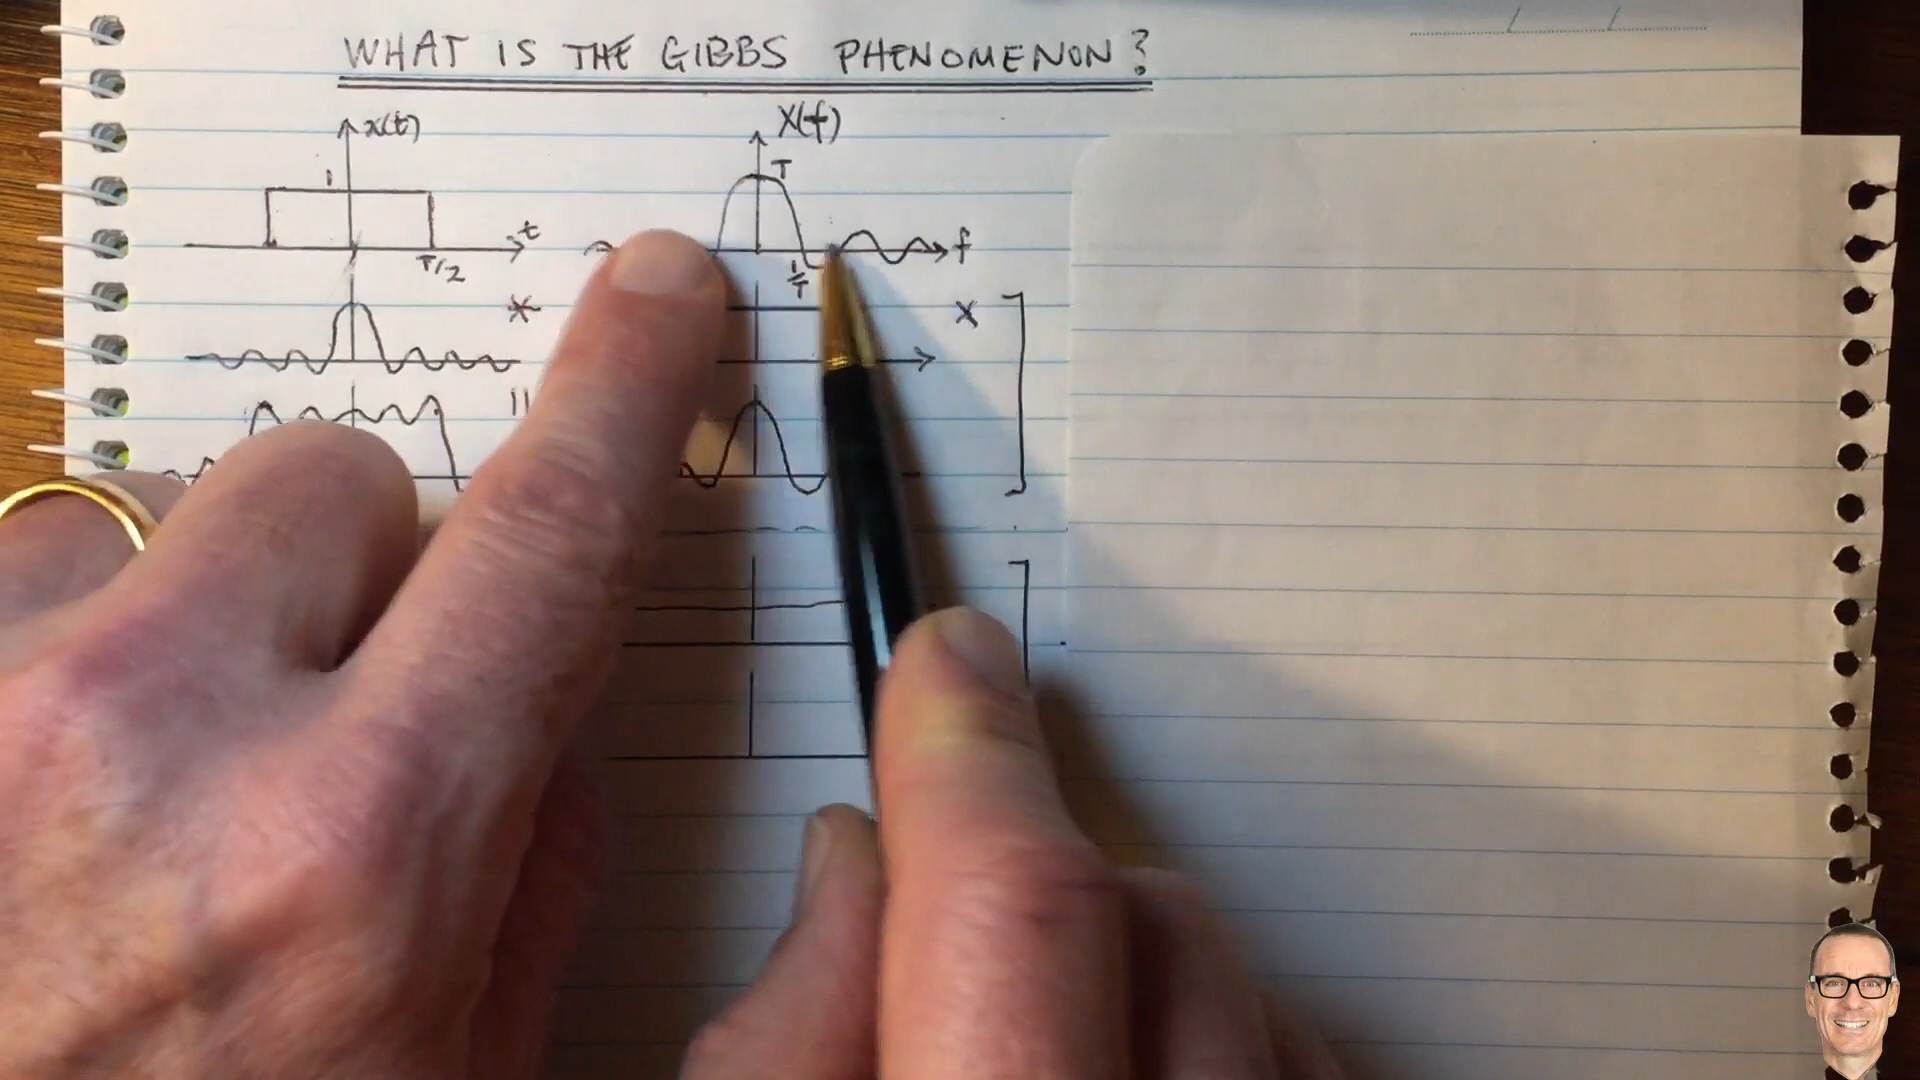 WHAT IS THE GIBBS PHENOMENON?
x(t)
X(f)
1
T
t
f
T/2
1/T
*
X
||